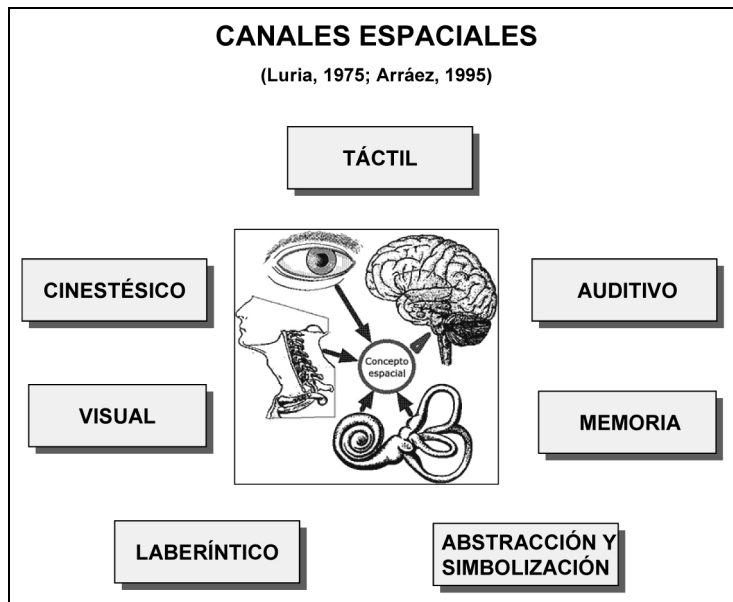 CANALES ESPACIALES
(Luria, 1975; Arráez, 1995)
TÁCTIL
CINESTÉSICO
AUDITIVO
Concepto
espacial
VISUAL
MEMORIA
LABERÍNTICO
ABSTRACCIÓN Y
SIMBOLIZACIÓN